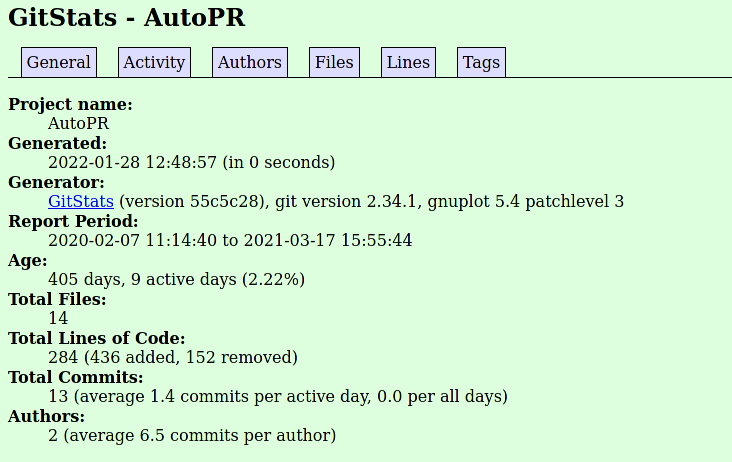 GitStats - AutoPR
General Activity Authors Files Lines Tags
Project name:
AutoPR
Generated:
2022-01-28 12:48:57 (in 0 seconds)
Generator:
GitStats (version 55c5c28), git version 2.34.1, gnuplot 5.4 patchlevel 3
Report Period:
2020-02-07 11:14:40 to 2021-03-17 15:55:44
Age:
405 days, 9 active days (2.22%)
Total Files:
14
Total Lines of Code:
284 (436 added, 152 removed)
Total Commits:
13 (average 1.4 commits per active day, 0.0 per all days)
Authors:
2 (average 6.5 commits per author)